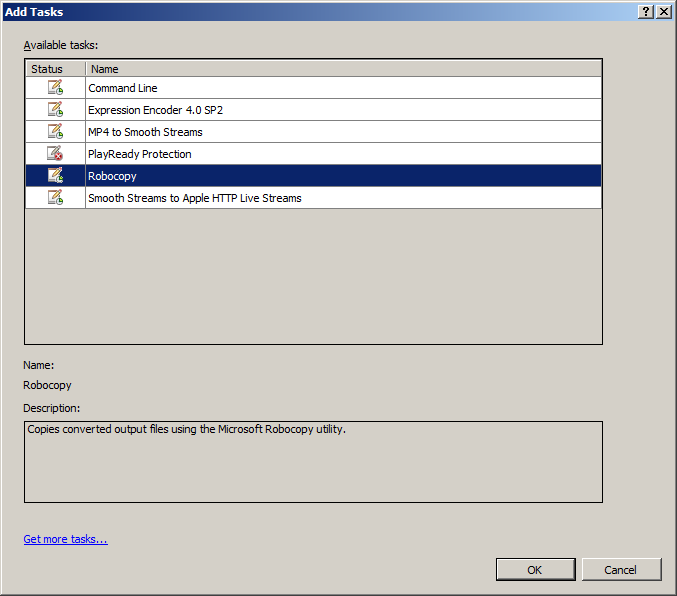 Add Tasks
Available tasks:
Status Name
Command Line
Expression Encoder 4.0 SP2
MP4 to Smooth Streams
PlayReady Protection
Robocopy
Smooth Streams to Apple HTTP Live Streams
Name:
Robocopy
Description:
Copies converted output files using the Microsoft Robocopy utility.
Get more tasks...
OK Cancel